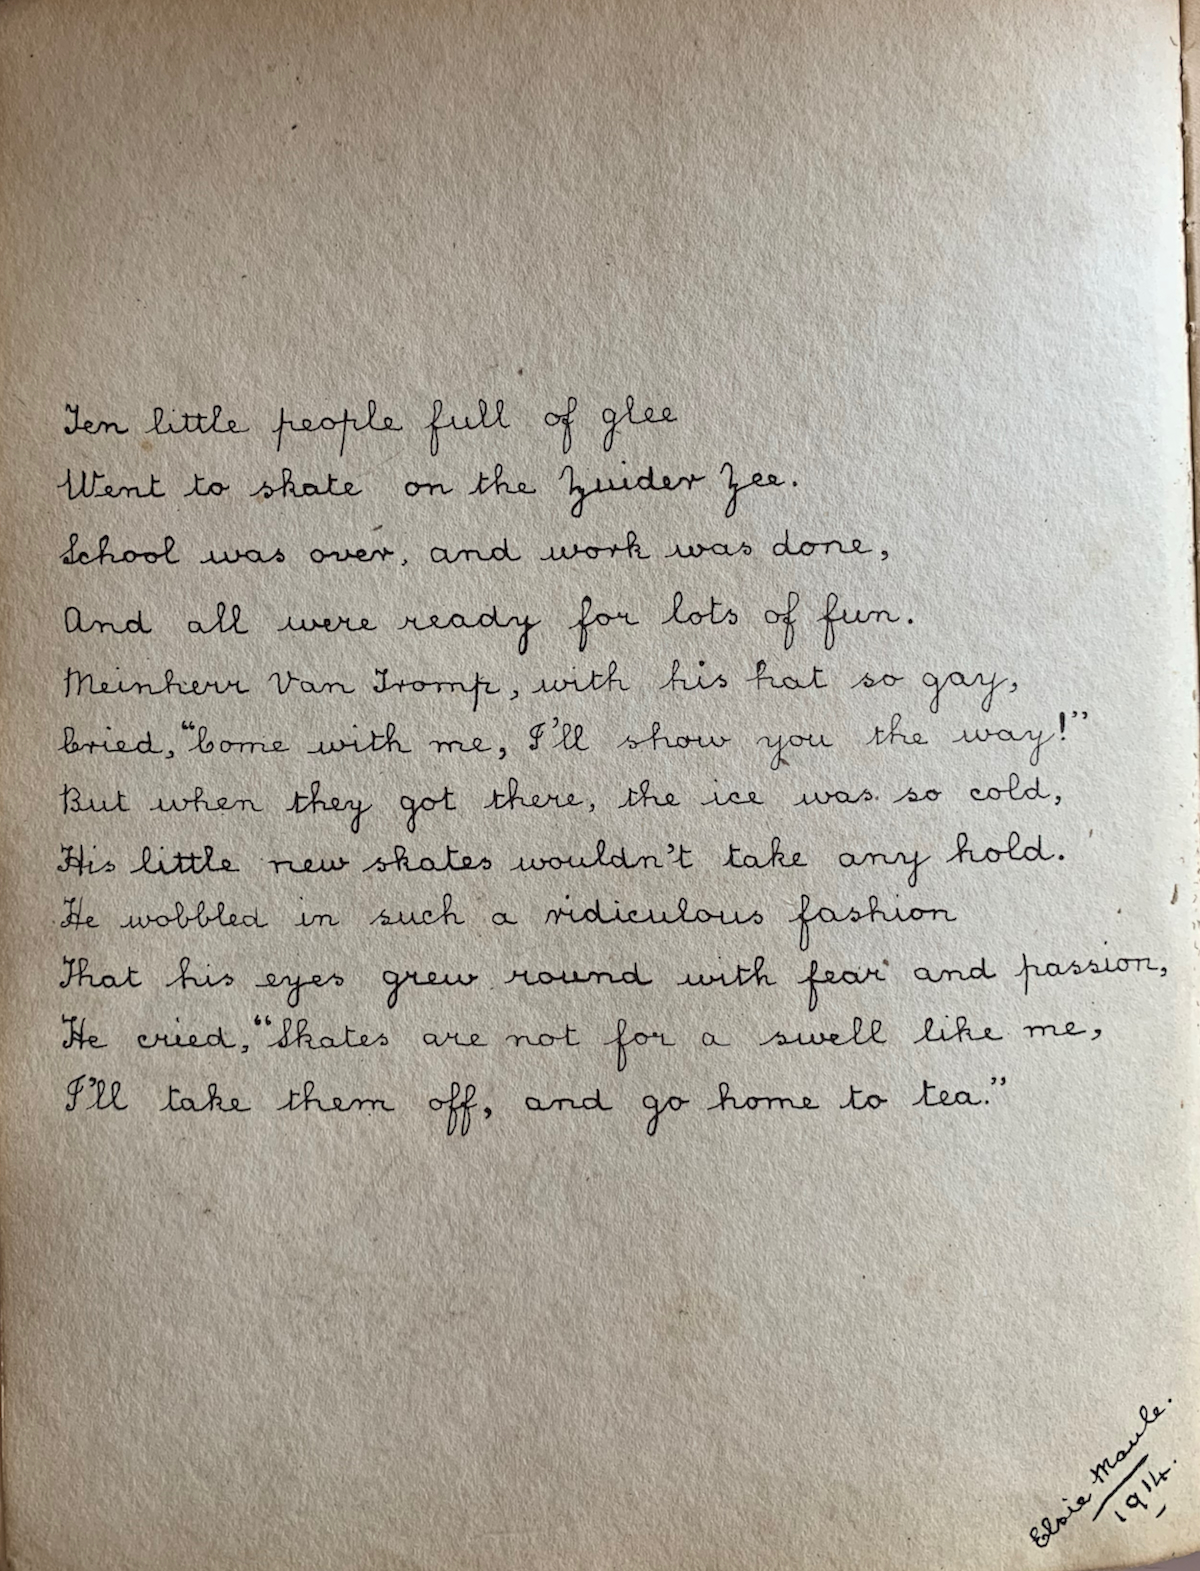 Ten little people full of glee
Went to skate on the Zuider Zee.
School was over, and work was done,
And all were ready for lots of fun.
Meinherr Van Tromp, with his hat so gay,
Cried, "Come with me, I'll show you the way!"
But when they got there, the ice was so cold,
His little new skates wouldn't take any hold.
He wobbled in such a ridiculous fashion
That his eyes grew round with fear and passion,
He cried, "Skates are not for a swell like me,
I'll take them off, and go home to tea."
Elsie Maule.
1914.